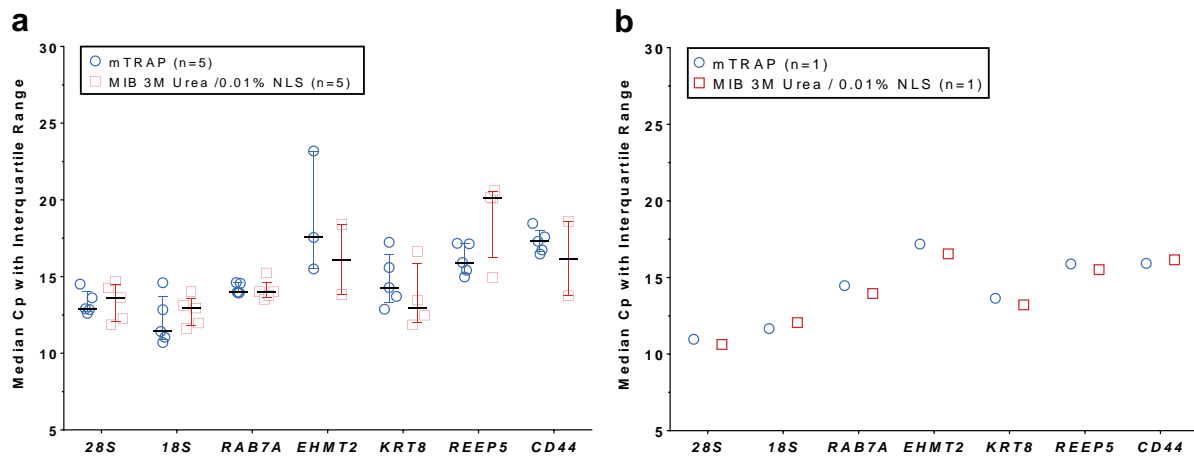 a
Median Cp with Interquartile Range
30
25
20
15
10
5
mTRAP (n=5)
MIB 3M Urea /0.01% NLS (n=5)
28S 18S RAB7A EHMT2 KRT8 REEP5 CD44
b
Median Cp with Interquartile Range
30
25
20
15
10
5
mTRAP (n=1)
MIB 3M Urea / 0.01% NLS (n=1)
28S 18S RAB7A EHMT2 KRT8 REEP5 CD44